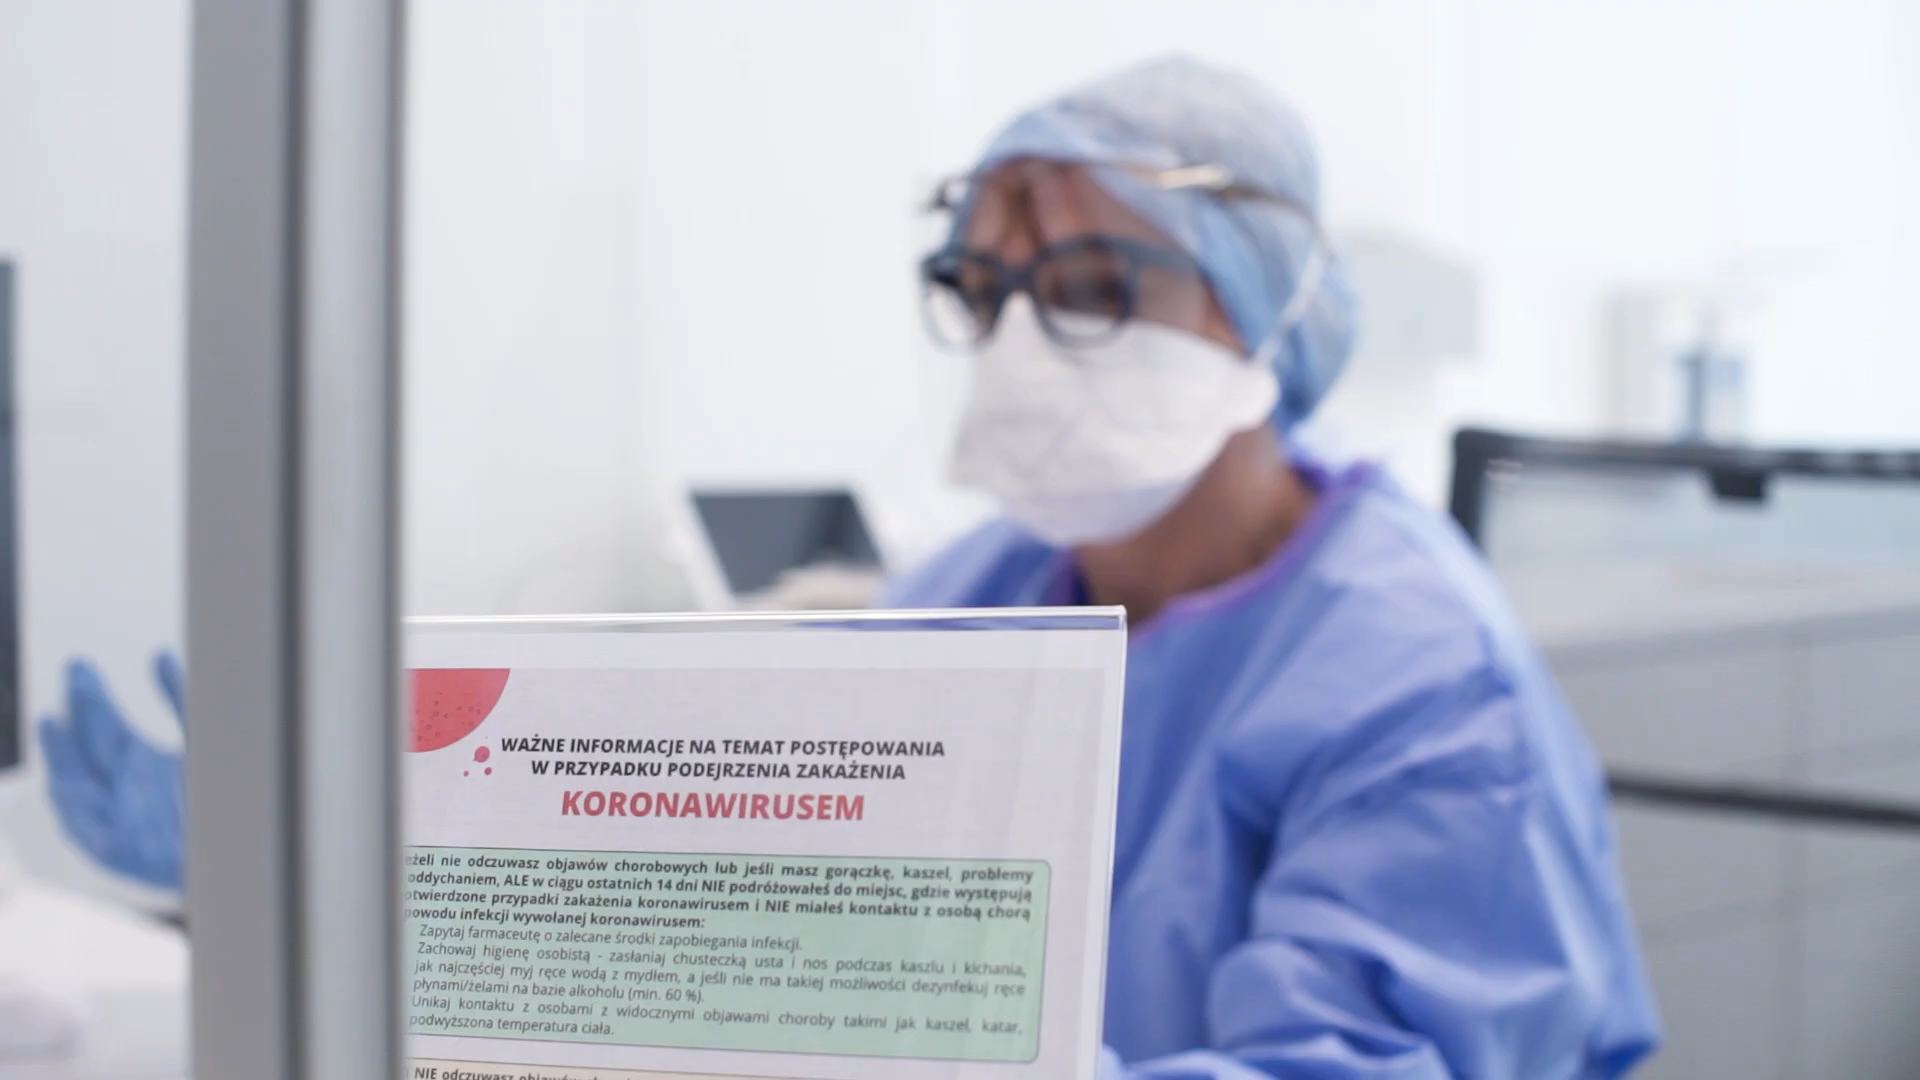 WAŻNE INFORMACJE NA TEMAT POSTĘPOWANIA
W PRZYPADKU PODEJRZENIA ZAKAŻENIA
KORONAWIRUSEM
eżeli nie odczuwasz objawów chorobowych lub jeśli masz gorączkę, kaszel, problemy
oddychaniem, ALE w ciągu ostatnich 14 dni NIE podróżowałeś do miejsc, gdzie występują
otwierdzone przypadki zakażenia koronawirusem i NIE miałeś kontaktu z osobą chorą
powodu infekcji wywołanej koronawirusem:
Zapytaj farmaceutę o zalecane środki zapobiegania infekcji.
Zachowaj higienę osobistą - zasłaniaj chusteczką usta i nos podczas kaszlu i kichania,
jak najczęściej myj ręce wodą z mydłem, a jeśli nie ma takiej możliwości dezynfekuj ręce
płynami/żelami na bazie alkoholu (min. 60 %).
Unikaj kontaktu z osobami z widocznymi objawami choroby takimi jak kaszel, katar,
podwyższona temperatura ciała.
NIE odczuwasz objawów